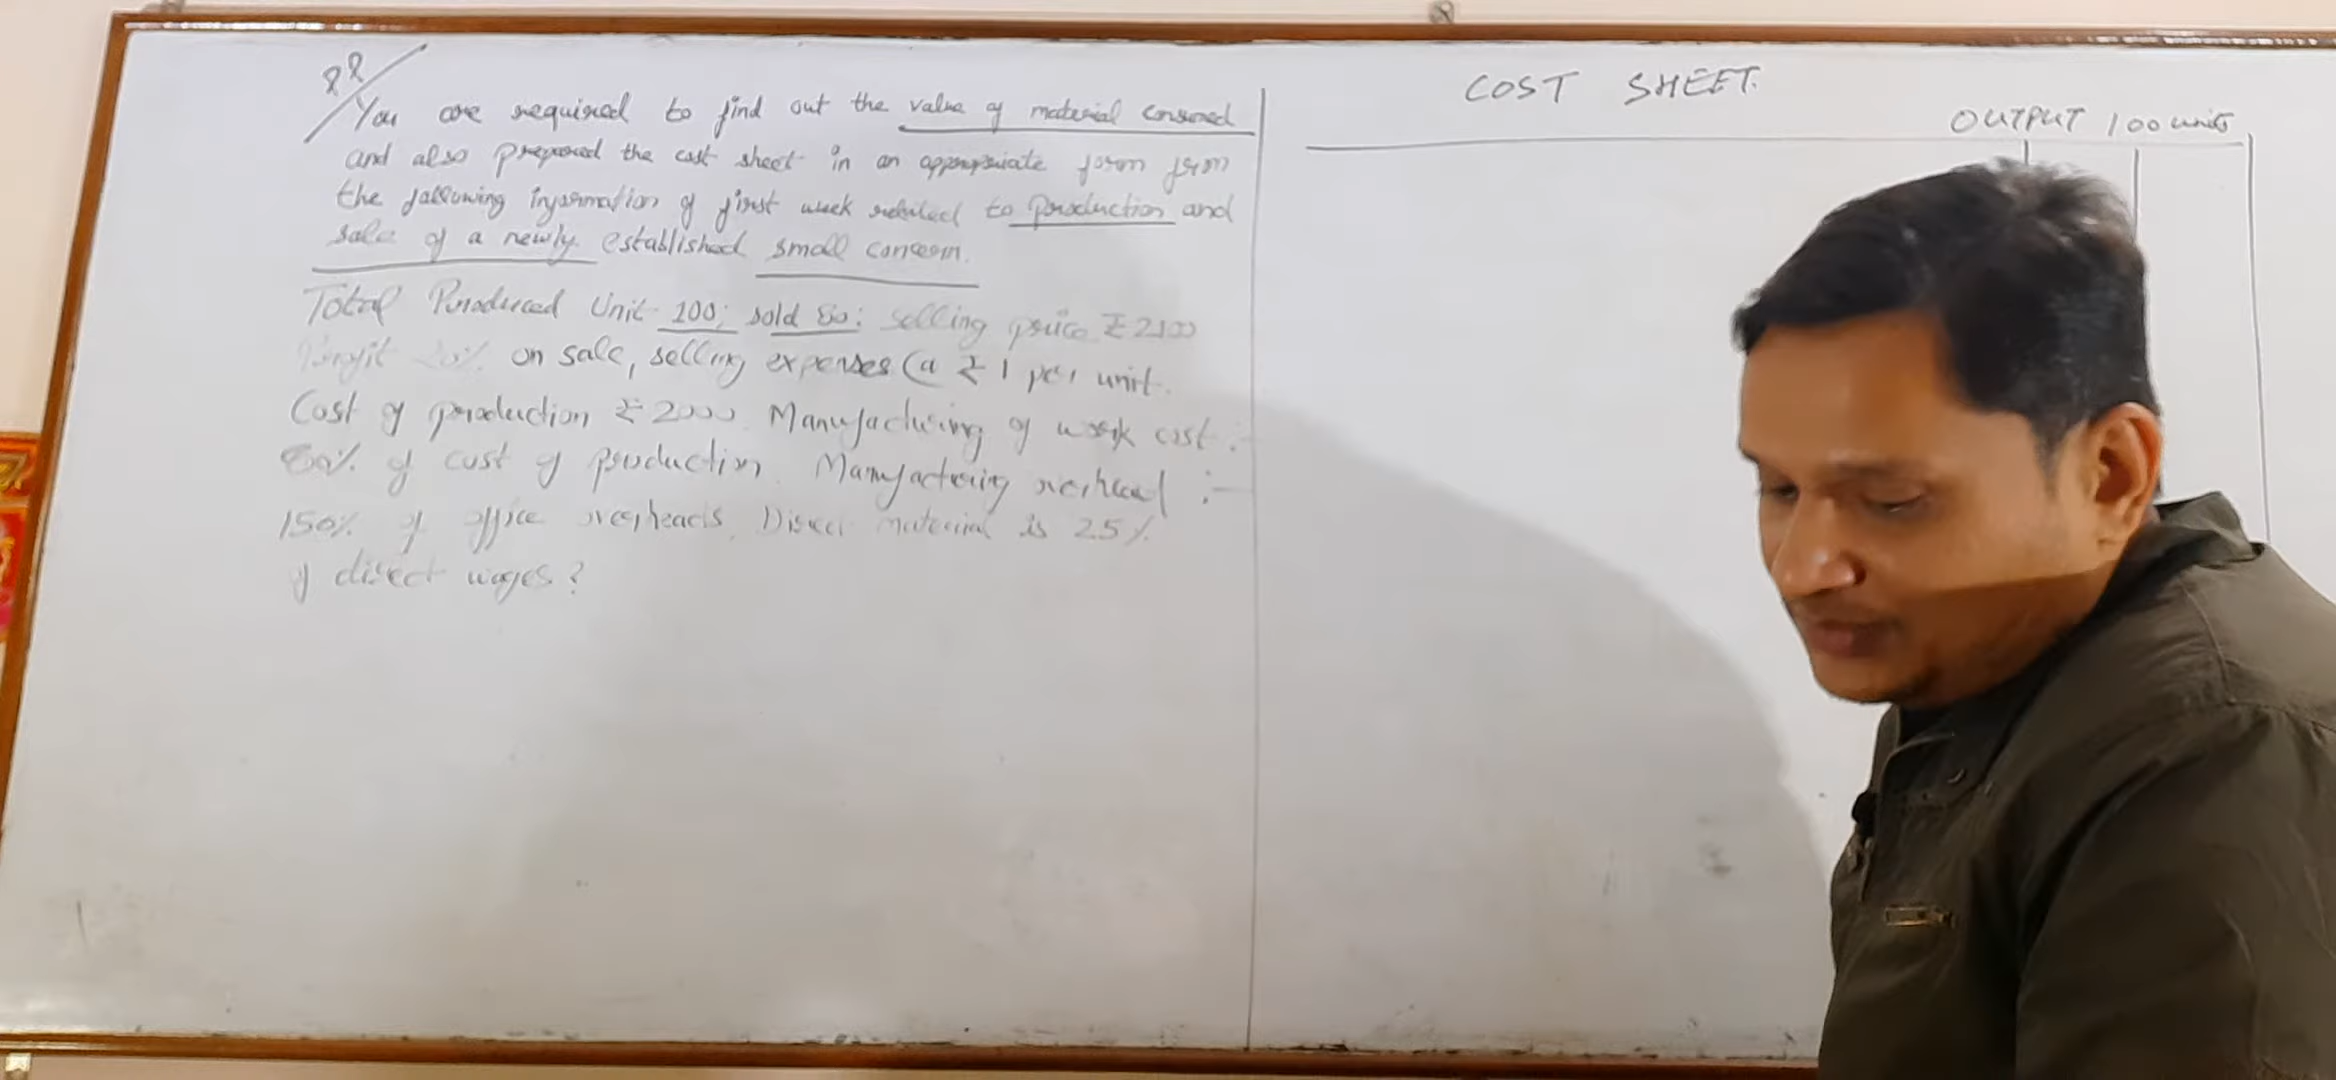 22/
You are required to find out the value of material consumed
and also prepared the cost sheet in an appropriate form from
the following information of first week related to production and
sale of a newly established small concern.
Total Produced Unit 100; sold 80; selling price ₹ 2100
Profit 20% on sale, selling expenses @ ₹ 1 per unit.
Cost of production ₹ 2000. Manufacturing of work cost :-
80% of cost of production. Manufacturing overhead :-
150% of office overheads. Direct material is 25%
of direct wages?
COST SHEET.
OUTPUT 100 units